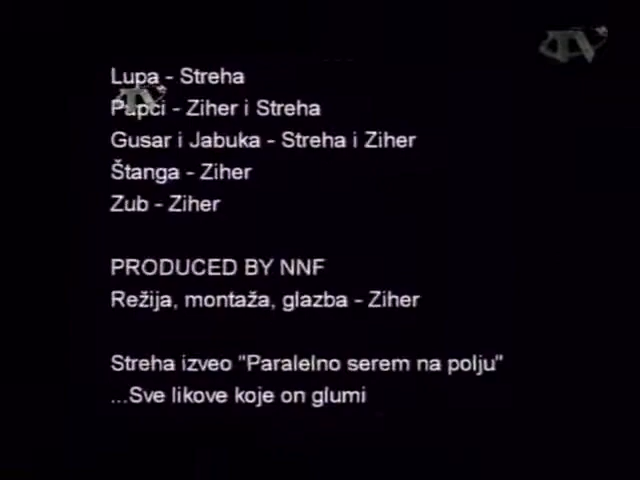 Lupa - Streha
Papci - Ziher i Streha
Gusar i Jabuka - Streha i Ziher
Štanga - Ziher
Zub - Ziher
PRODUCED BY NNF
Režija, montaža, glazba - Ziher
Streha izveo "Paralelno serem na polju"
...Sve likove koje on glumi